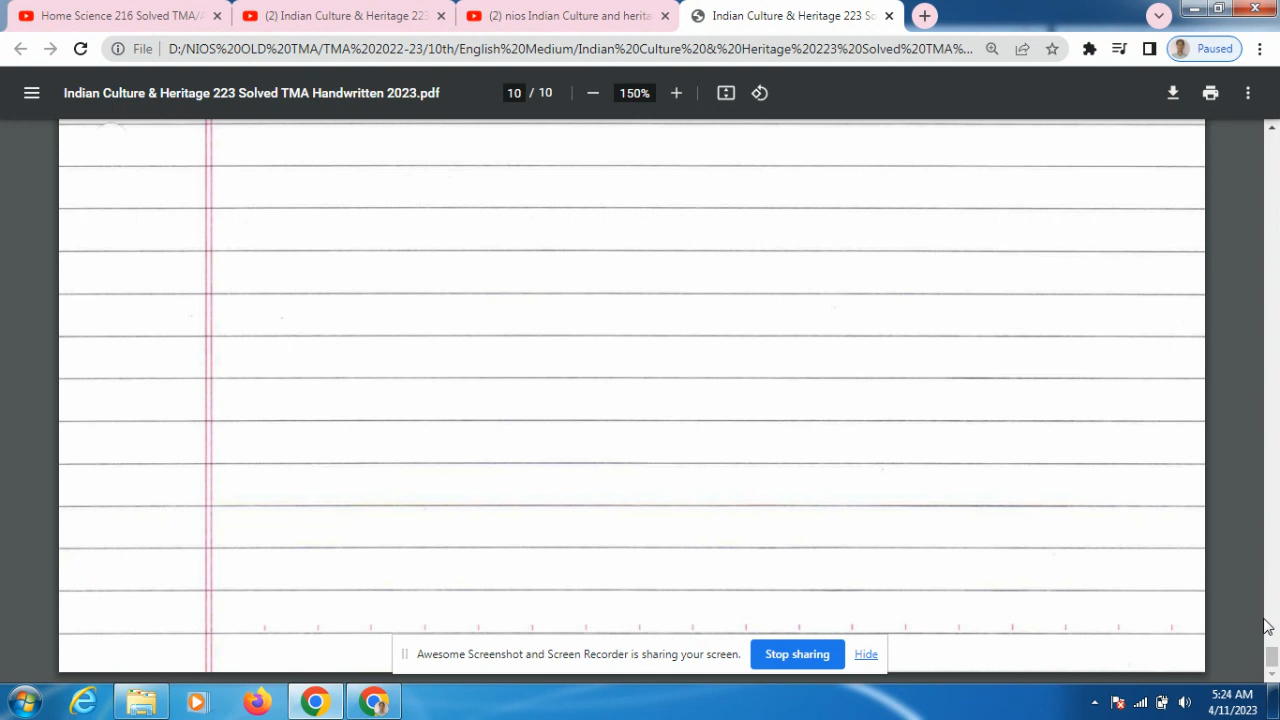 Home Science 216 Solved TMA/A
(2) Indian Culture & Heritage 223
(2) Indian Culture and herita
Indian Culture & Heritage 223 So
File
D:/NIOS%20OLD%20TMA/TMA%202022-23/10th/English%20Medium/Indian%20Culture%20&%20Heritage%20223%20Solved%20TMA%...
Paused
Indian Culture & Heritage 223 Solved TMA Handwritten 2023.pdf
10 / 10
150%
Awesome Screenshot and Screen Recorder is sharing your screen.
Stop sharing
Hide
5:24 AM
4/11/2023